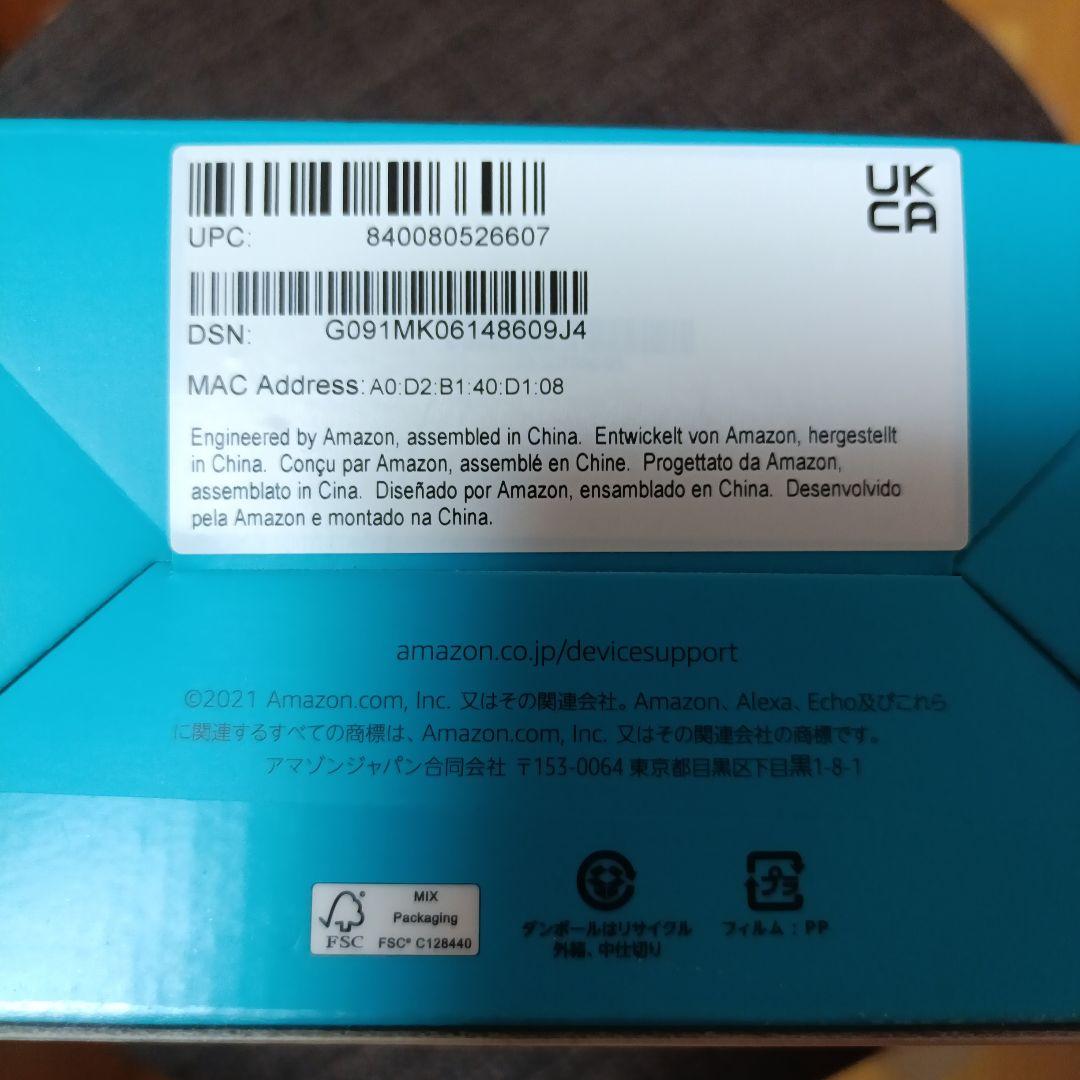 UK
CA
UPC: 840080526607
DSN: G091MK06148609J4
MAC Address: A0:D2:B1:40:D1:08
Engineered by Amazon, assembled in China. Entwickelt von Amazon, hergestellt
in China. Conçu par Amazon, assemblé en Chine. Progettato da Amazon,
assemblato in Cina. Diseñado por Amazon, ensamblado en China. Desenvolvido
pela Amazon e montado na China.
amazon.co.jp/devicesupport
©2021 Amazon.com, Inc. 又はその関連会社。Amazon、Alexa、Echo及びこれら
に関連するすべての商標は、Amazon.com, Inc. 又はその関連会社の商標です。
アマゾンジャパン合同会社 〒153-0064 東京都目黒区下目黒1-8-1
MIX
Packaging
FSC® C128440
FSC
プラ
ダンボールはリサイクル
外箱、中仕切り
フィルム：PP